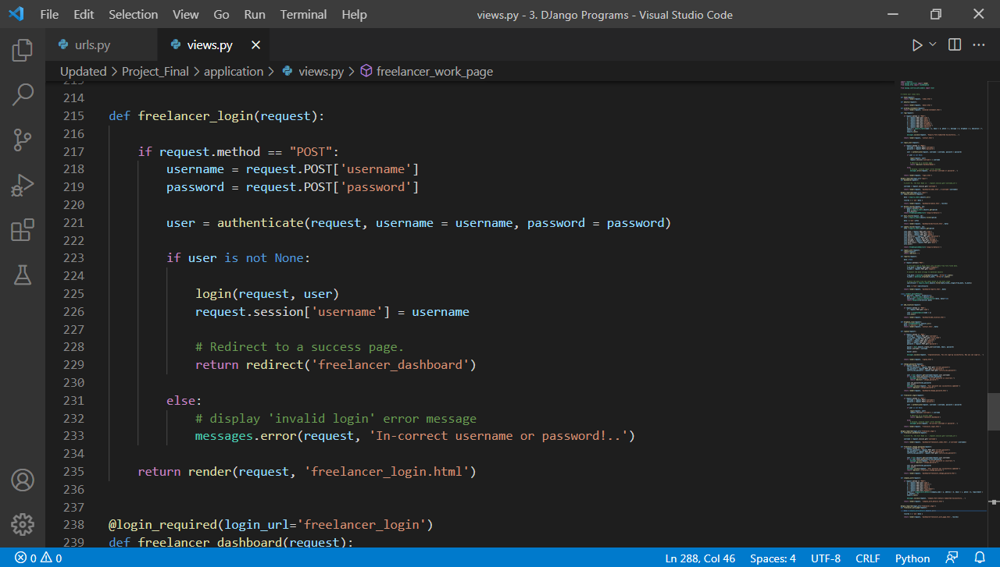 File Edit Selection View Go Run Terminal Help views.py - 3. DJango Programs - Visual Studio Code
urls.py views.py
Updated > Project_Final > application > views.py > freelancer_work_page
213
214
215 def freelancer_login(request):
216
217 if request.method == "POST":
218 username = request.POST['username']
219 password = request.POST['password']
220
221 user = authenticate(request, username = username, password = password)
222
223 if user is not None:
224
225 login(request, user)
226 request.session['username'] = username
227
228 # Redirect to a success page.
229 return redirect('freelancer_dashboard')
230
231 else:
232 # display 'invalid login' error message
233 messages.error(request, 'In-correct username or password!..')
234
235 return render(request, 'freelancer_login.html')
236
237
238 @login_required(login_url='freelancer_login')
239 def freelancer_dashboard(request):
0 0 Ln 288, Col 46 Spaces: 4 UTF-8 CRLF Python